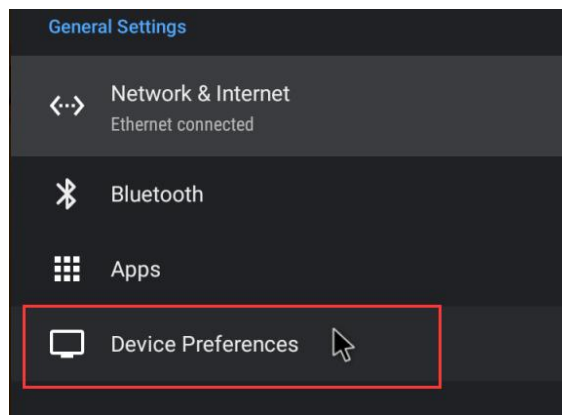 General Settings
Network & Internet
Ethernet connected
Bluetooth
Apps
Device Preferences